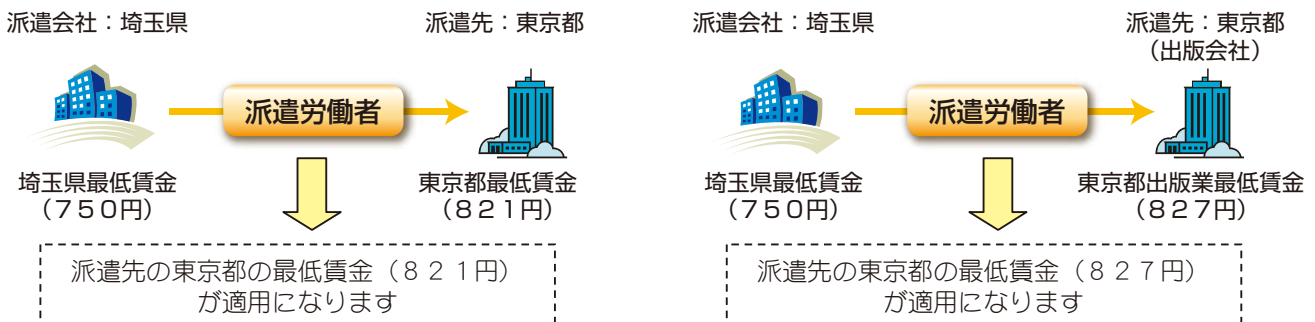 派遣会社：埼玉県
派遣先：東京都
派遣労働者
埼玉県最低賃金
（７５０円）
東京都最低賃金
（８２１円）
派遣先の東京都の最低賃金（８２１円）
が適用になります
派遣会社：埼玉県
派遣先：東京都
（出版会社）
派遣労働者
埼玉県最低賃金
（７５０円）
東京都出版業最低賃金
（８２７円）
派遣先の東京都の最低賃金（８２７円）
が適用になります